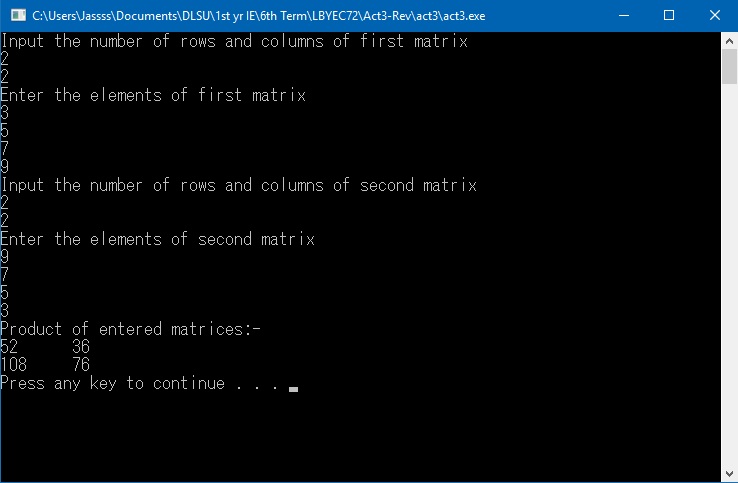 C:\Users\Jassss\Documents\DLSU\1st yr IE\6th Term\LBYEC72\Act3-Rev\act3\act3.exe
Input the number of rows and columns of first matrix
2
2
Enter the elements of first matrix
3
5
7
9
Input the number of rows and columns of second matrix
2
2
Enter the elements of second matrix
9
7
5
3
Product of entered matrices:-
52      36
108     76
Press any key to continue . . .